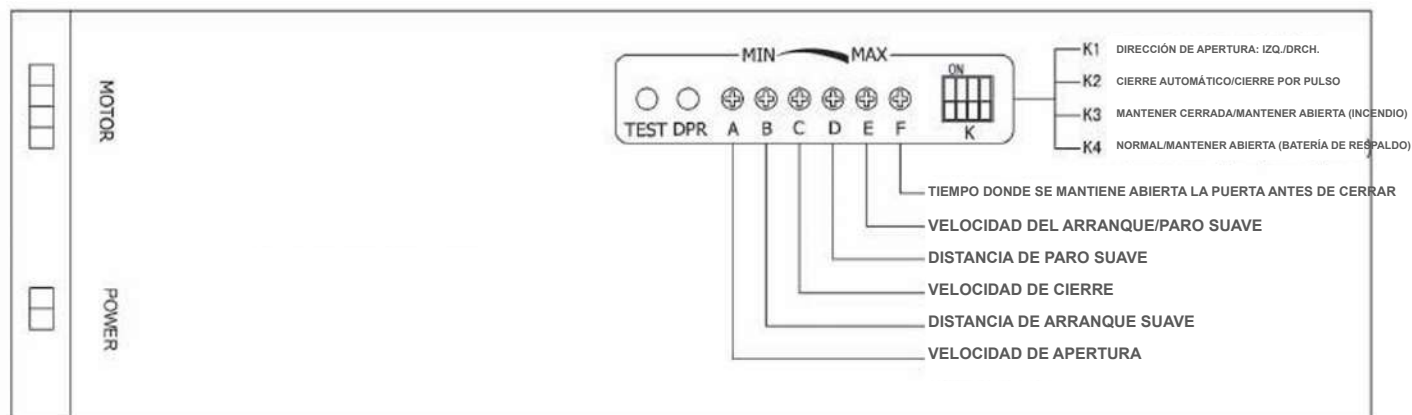 MOTOR
POWER
MIN MAX
ON
TEST DPR A B C D E F K
K1 DIRECCIÓN DE APERTURA: IZQ./DRCH.
K2 CIERRE AUTOMÁTICO/CIERRE POR PULSO
K3 MANTENER CERRADA/MANTENER ABIERTA (INCENDIO)
K4 NORMAL/MANTENER ABIERTA (BATERÍA DE RESPALDO)
TIEMPO DONDE SE MANTIENE ABIERTA LA PUERTA ANTES DE CERRAR
VELOCIDAD DEL ARRANQUE/PARO SUAVE
DISTANCIA DE PARO SUAVE
VELOCIDAD DE CIERRE
DISTANCIA DE ARRANQUE SUAVE
VELOCIDAD DE APERTURA